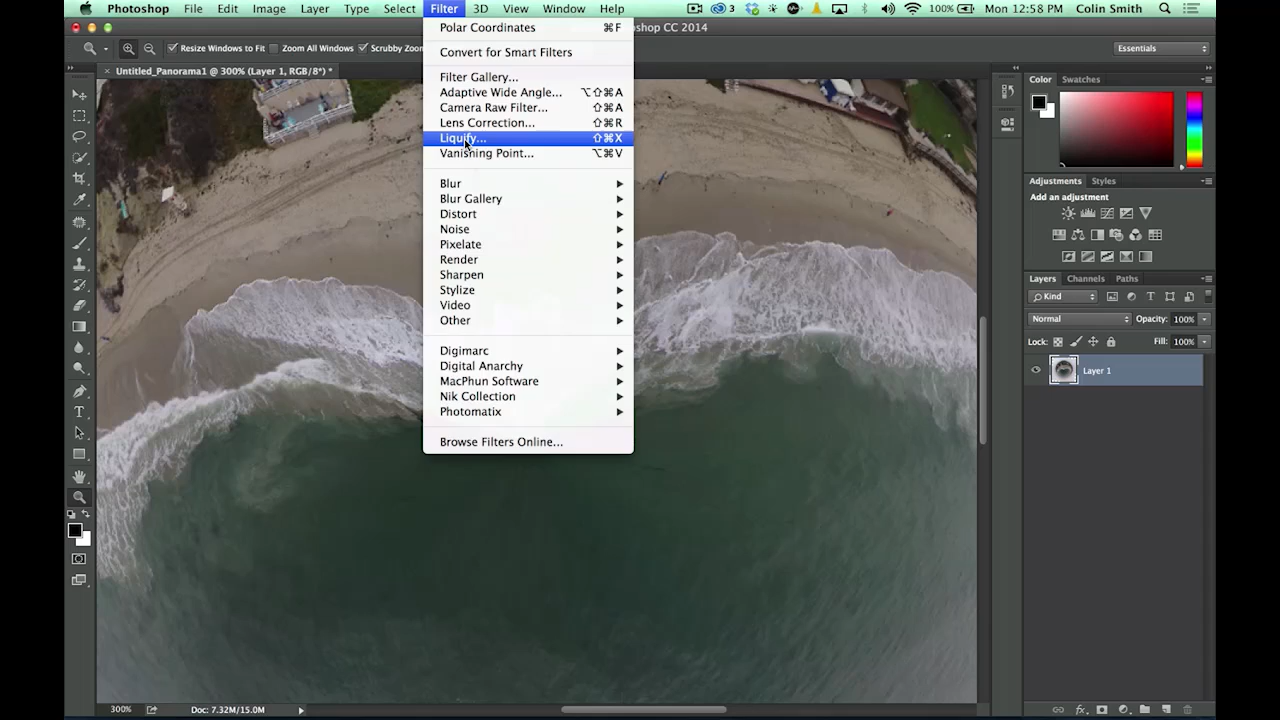 Photoshop File Edit Image Layer Type Select Filter 3D View Window Help 3 100% Mon 12:58 PM Colin Smith
shop CC 2014
Resize Windows to Fit Zoom All Windows Scrubby Zoom Essentials
× Untitled_Panorama1 @ 300% (Layer 1, RGB/8*) *
Polar Coordinates ⌘F
Convert for Smart Filters
Filter Gallery...
Adaptive Wide Angle... ⌥⇧⌘A
Camera Raw Filter... ⇧⌘A
Lens Correction... ⇧⌘R
Liquify... ⇧⌘X
Vanishing Point... ⌥⌘V
Blur
Blur Gallery
Distort
Noise
Pixelate
Render
Sharpen
Stylize
Video
Other
Digimarc
Digital Anarchy
MacPhun Software
Nik Collection
Photomatix
Browse Filters Online...
Color Swatches
Adjustments Styles
Add an adjustment
Layers Channels Paths
Kind
Normal Opacity: 100%
Lock: Fill: 100%
Layer 1
300% Doc: 7.32M/15.0M